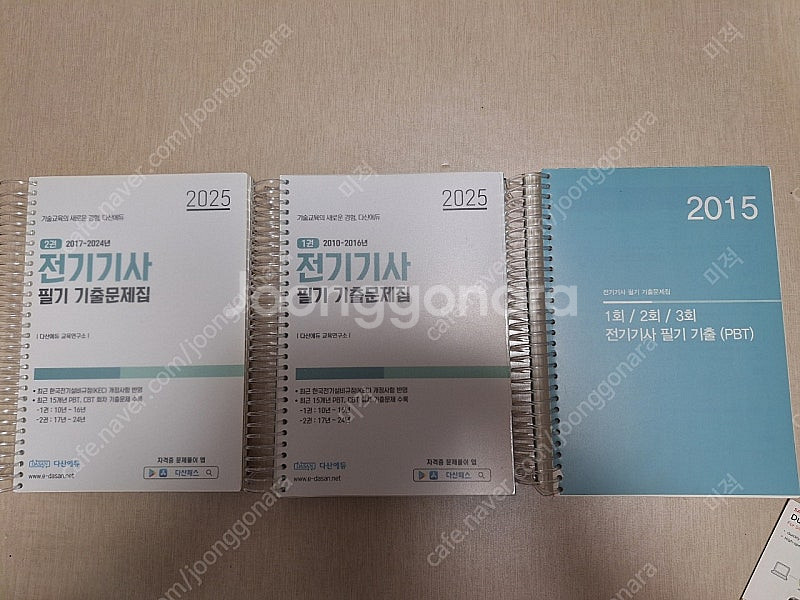 2025
기술교육의 새로운 경험, 다산에듀
2권 2017-2024년
전기기사
필기 기출문제집
( 다산에듀 교육연구소 )
• 최근 한국전기설비규정(KEC) 개정사항 반영
• 최근 15개년 PBT, CBT 회차 기출문제 수록
-1권 : 10년 ~ 16년
-2권 : 17년 ~ 24년
다산에듀
www.e-dasan.net
자격증 문제풀이 앱
다산패스
2025
기술교육의 새로운 경험, 다산에듀
1권 2010-2016년
전기기사
필기 기출문제집
( 다산에듀 교육연구소 )
• 최근 한국전기설비규정(KEC) 개정사항 반영
• 최근 15개년 PBT, CBT 기출문제 수록
-1권 : 10년 ~ 16년
-2권 : 17년 ~ 24년
다산에듀
www.e-dasan.net
자격증 문제풀이 앱
다산패스
2015
전기기사 필기 기출문제집
1회 / 2회 / 3회
전기기사 필기 기출 (PBT)
Joonggonara
cafe.naver.com/joonggonara
미적